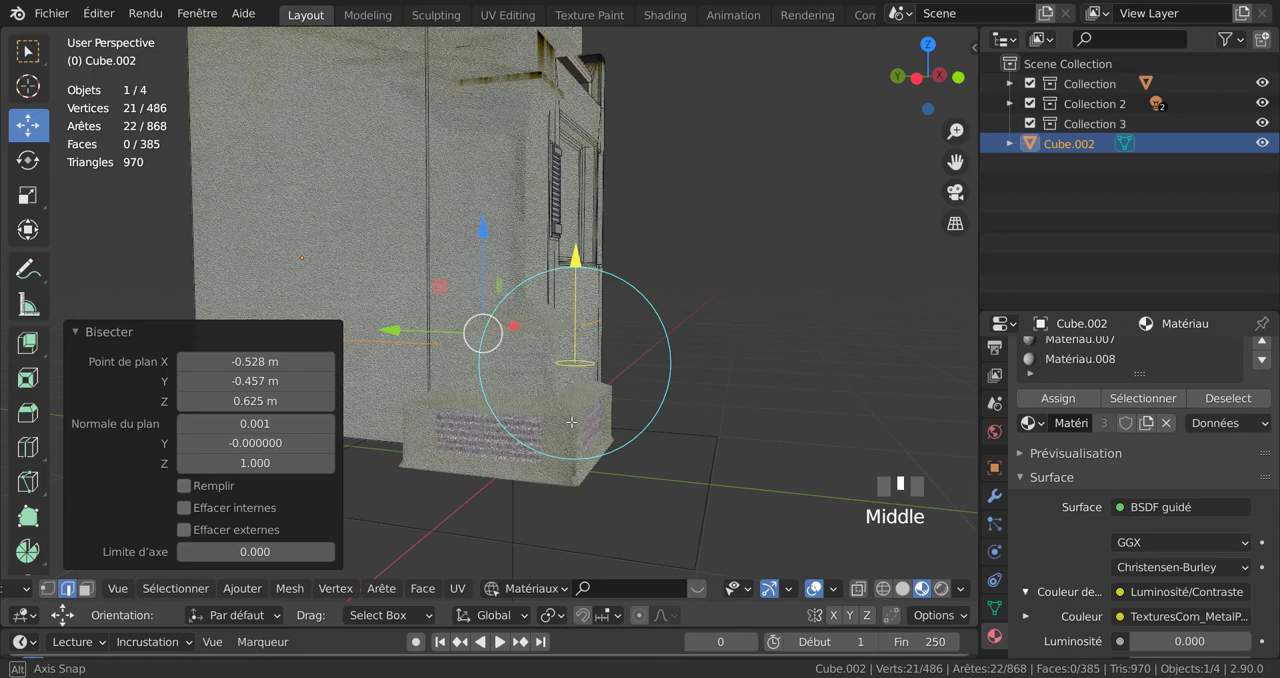 Fichier Éditer Rendu Fenêtre Aide Layout Modeling Sculpting UV Editing Texture Paint Shading Animation Rendering Com Scene View Layer
User Perspective
(0) Cube.002
Objets 1 / 4
Vertices 21 / 486
Arêtes 22 / 868
Faces 0 / 385
Triangles 970
Z
Y
X
Scene Collection
Collection
Collection 2
2
Collection 3
Cube.002
Bisecter
Point de plan X -0.528 m
Y -0.457 m
Z 0.625 m
Normale du plan 0.001
Y -0.000000
Z 1.000
Remplir
Effacer internes
Effacer externes
Limite d'axe 0.000
Middle
Cube.002 Matériau
Matériau.007
Matériau.008
Assign Sélectionner Deselect
Matéri 3 Données
Prévisualisation
Surface
Surface BSDF guidé
GGX
Christensen-Burley
Couleur de... Luminosité/Contraste
Couleur TexturesCom_MetalP...
Luminosité 0.000
Vue Sélectionner Ajouter Mesh Vertex Arête Face UV Matériaux
Orientation: Par défaut Drag: Select Box Global X Y Z Options
Lecture Incrustation Vue Marqueur 0 Début 1 Fin 250
Alt Axis Snap Cube.002 | Verts:21/486 | Arêtes:22/868 | Faces:0/385 | Tris:970 | Objects:1/4 | 2.90.0